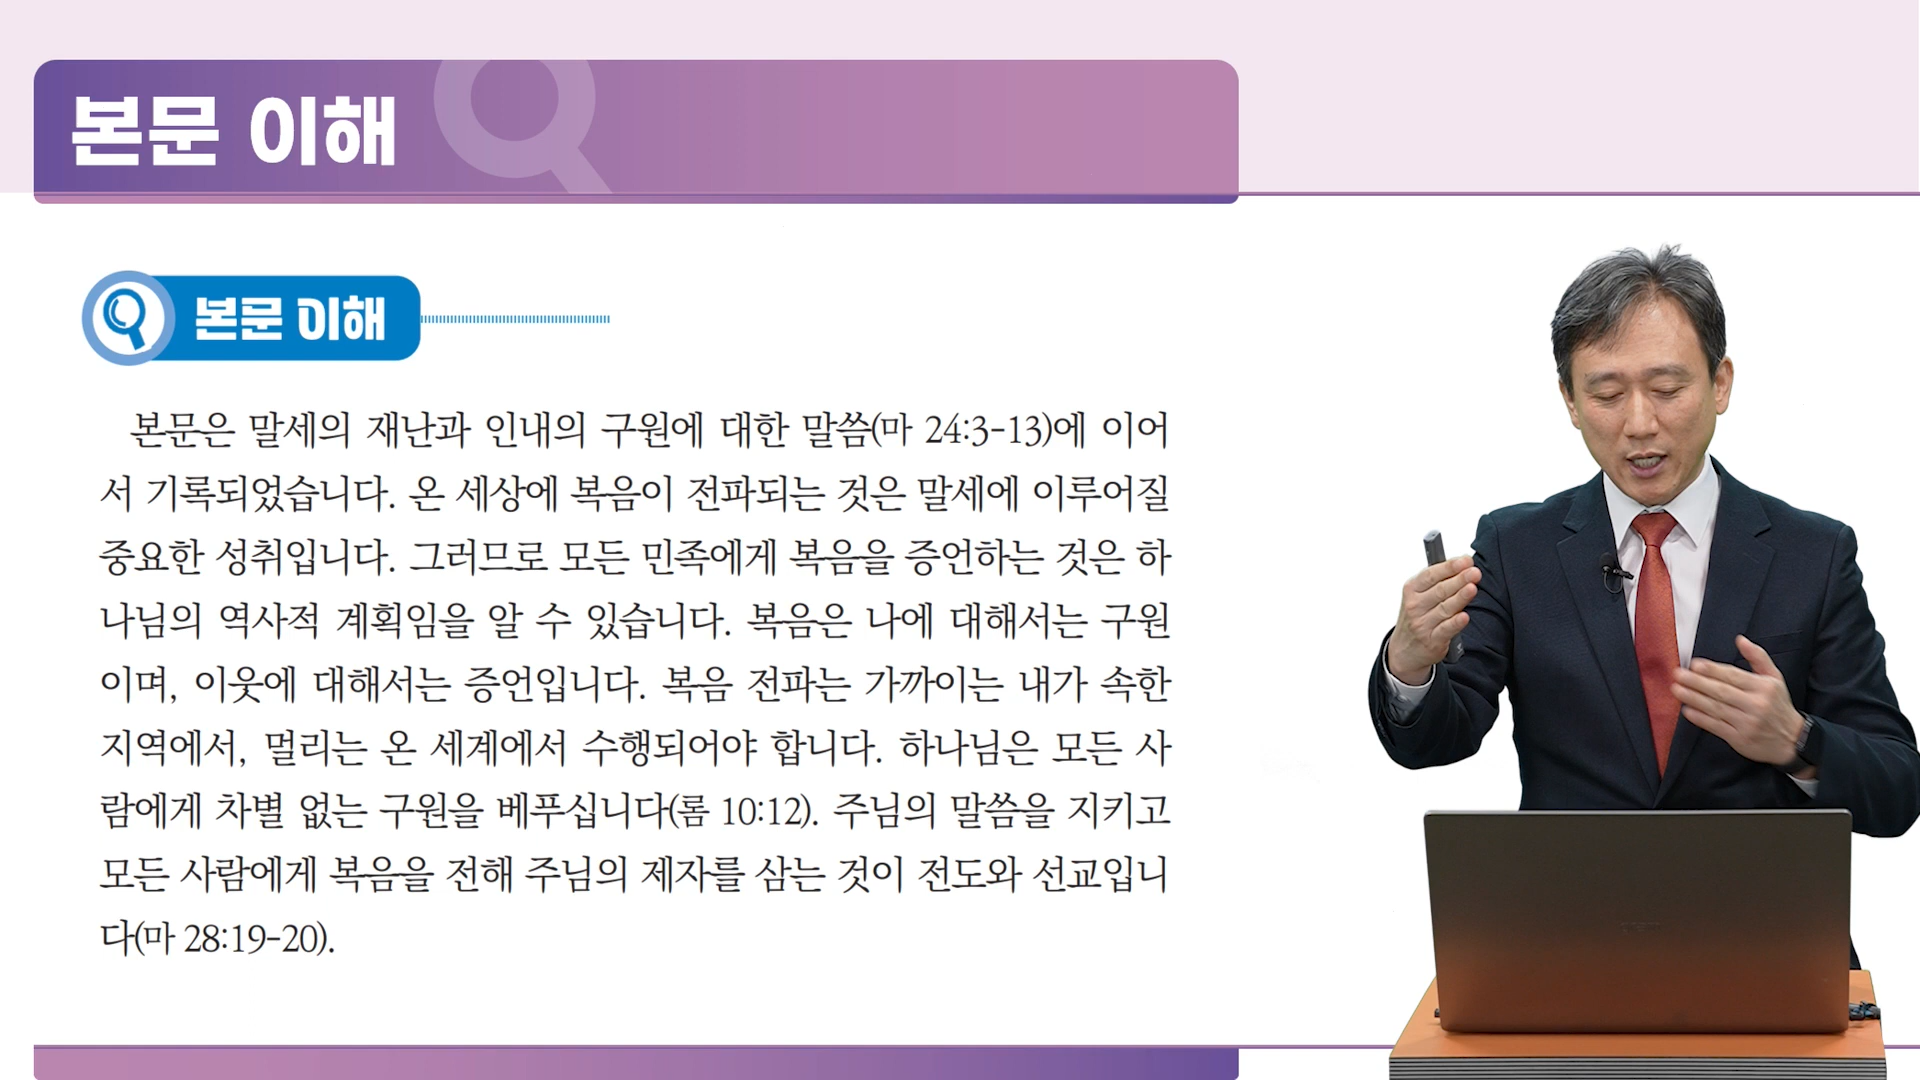 본문 이해
본문 이해
본문은 말세의 재난과 인내의 구원에 대한 말씀(마 24:3-13)에 이어
서 기록되었습니다. 온 세상에 복음이 전파되는 것은 말세에 이루어질
중요한 성취입니다. 그러므로 모든 민족에게 복음을 증언하는 것은 하
나님의 역사적 계획임을 알 수 있습니다. 복음은 나에 대해서는 구원
이며, 이웃에 대해서는 증언입니다. 복음 전파는 가까이는 내가 속한
지역에서, 멀리는 온 세계에서 수행되어야 합니다. 하나님은 모든 사
람에게 차별 없는 구원을 베푸십니다(롬 10:12). 주님의 말씀을 지키고
모든 사람에게 복음을 전해 주님의 제자를 삼는 것이 전도와 선교입니
다(마 28:19-20).